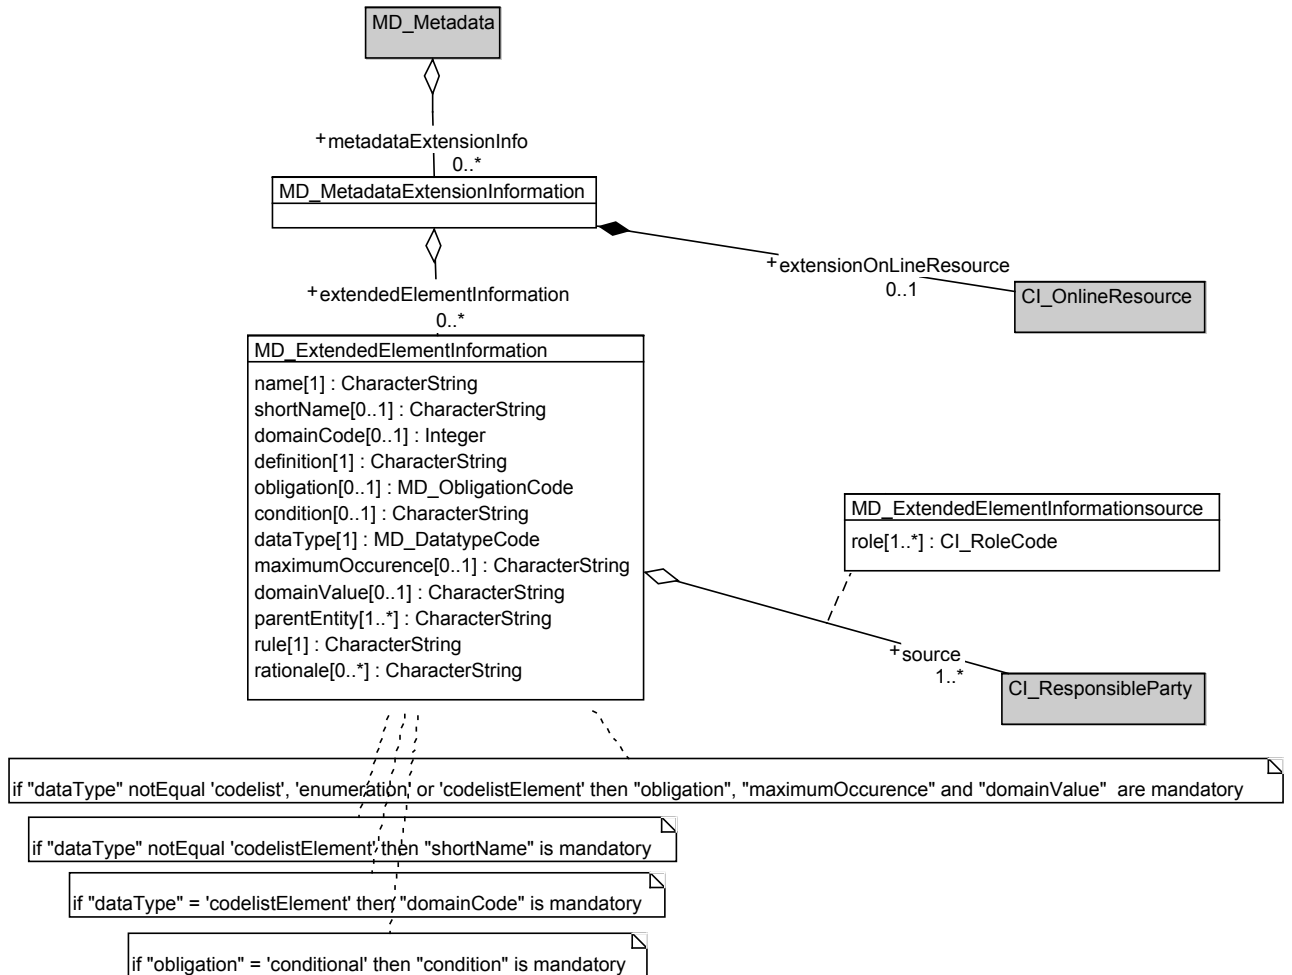 MD_Metadata
+metadataExtensionInfo
0..*
MD_MetadataExtensionInformation
+extensionOnLineResource
0..1
CI_OnlineResource
+extendedElementInformation
0..*
MD_ExtendedElementInformation
name[1] : CharacterString
shortName[0..1] : CharacterString
domainCode[0..1] : Integer
definition[1] : CharacterString
obligation[0..1] : MD_ObligationCode
condition[0..1] : CharacterString
dataType[1] : MD_DatatypeCode
maximumOccurence[0..1] : CharacterString
domainValue[0..1] : CharacterString
parentEntity[1..*] : CharacterString
rule[1] : CharacterString
rationale[0..*] : CharacterString
MD_ExtendedElementInformationsource
role[1..*] : CI_RoleCode
+source
1..*
CI_ResponsibleParty
if "dataType" notEqual 'codelist', 'enumeration' or 'codelistElement' then "obligation", "maximumOccurence" and "domainValue" are mandatory
if "dataType" notEqual 'codelistElement' then "shortName" is mandatory
if "dataType" = 'codelistElement' then "domainCode" is mandatory
if "obligation" = 'conditional' then "condition" is mandatory